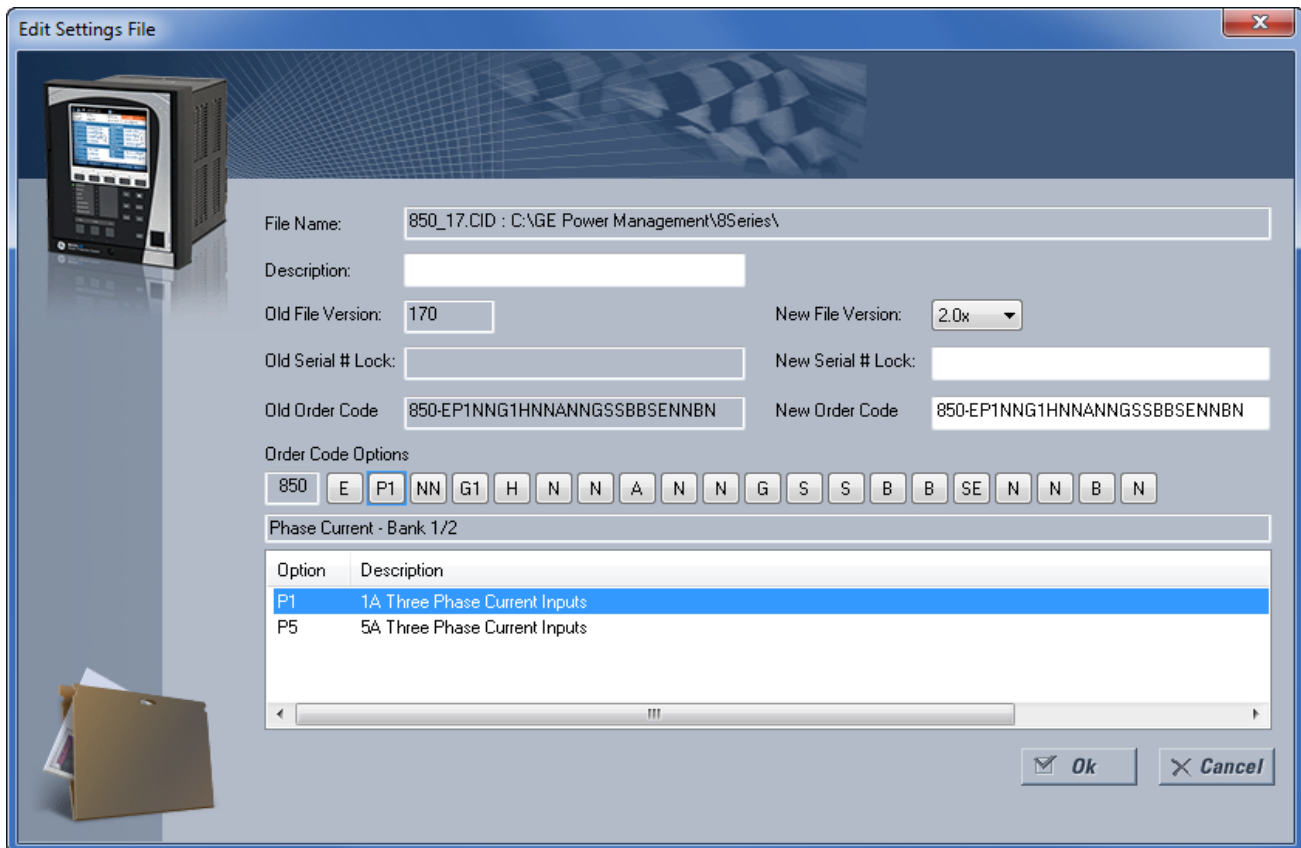 Edit Settings File
File Name: 850_17.CID : C:\GE Power Management\8Series\
Description:
Old File Version: 170 New File Version: 2.0x
Old Serial # Lock: New Serial # Lock:
Old Order Code 850-EP1NNG1HNNANNGSSBBSENNBN New Order Code 850-EP1NNG1HNNANNGSSBBSENNBN
Order Code Options
850 E P1 NN G1 H N N A N N G S S B B SE N N B N
Phase Current - Bank 1/2
Option Description
P1 1A Three Phase Current Inputs
P5 5A Three Phase Current Inputs
Ok Cancel